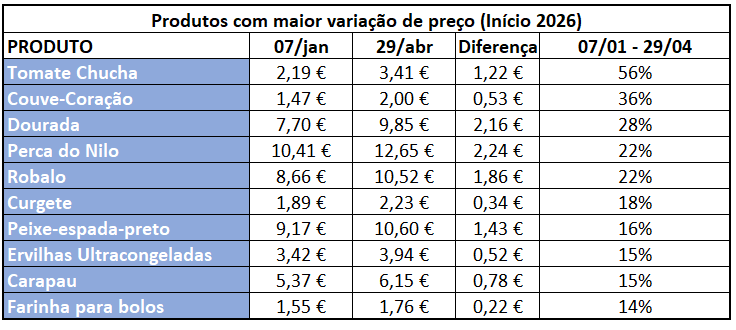 Produtos com maior variação de preço (Início 2026)
PRODUTO 07/jan 29/abr Diferença 07/01 - 29/04
Tomate Chucha 2,19 € 3,41 € 1,22 € 56%
Couve-Coração 1,47 € 2,00 € 0,53 € 36%
Dourada 7,70 € 9,85 € 2,16 € 28%
Perca do Nilo 10,41 € 12,65 € 2,24 € 22%
Robalo 8,66 € 10,52 € 1,86 € 22%
Curgete 1,89 € 2,23 € 0,34 € 18%
Peixe-espada-preto 9,17 € 10,60 € 1,43 € 16%
Ervilhas Ultracongeladas 3,42 € 3,94 € 0,52 € 15%
Carapau 5,37 € 6,15 € 0,78 € 15%
Farinha para bolos 1,55 € 1,76 € 0,22 € 14%